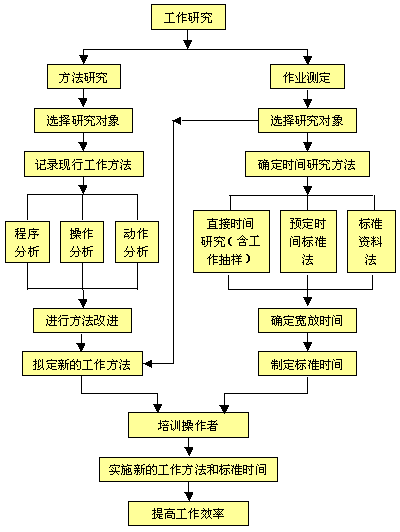 工作研究
方法研究
作业测定
选择研究对象
选择研究对象
记录现行工作方法
确定时间研究方法
程序
分析
操作
分析
动作
分析
直接时间
研究(含工
作抽样)
预定时
间标准
法
标准
资料
法
进行方法改进
确定宽放时间
拟定新的工作方法
制定标准时间
培训操作者
实施新的工作方法和标准时间
提高工作效率